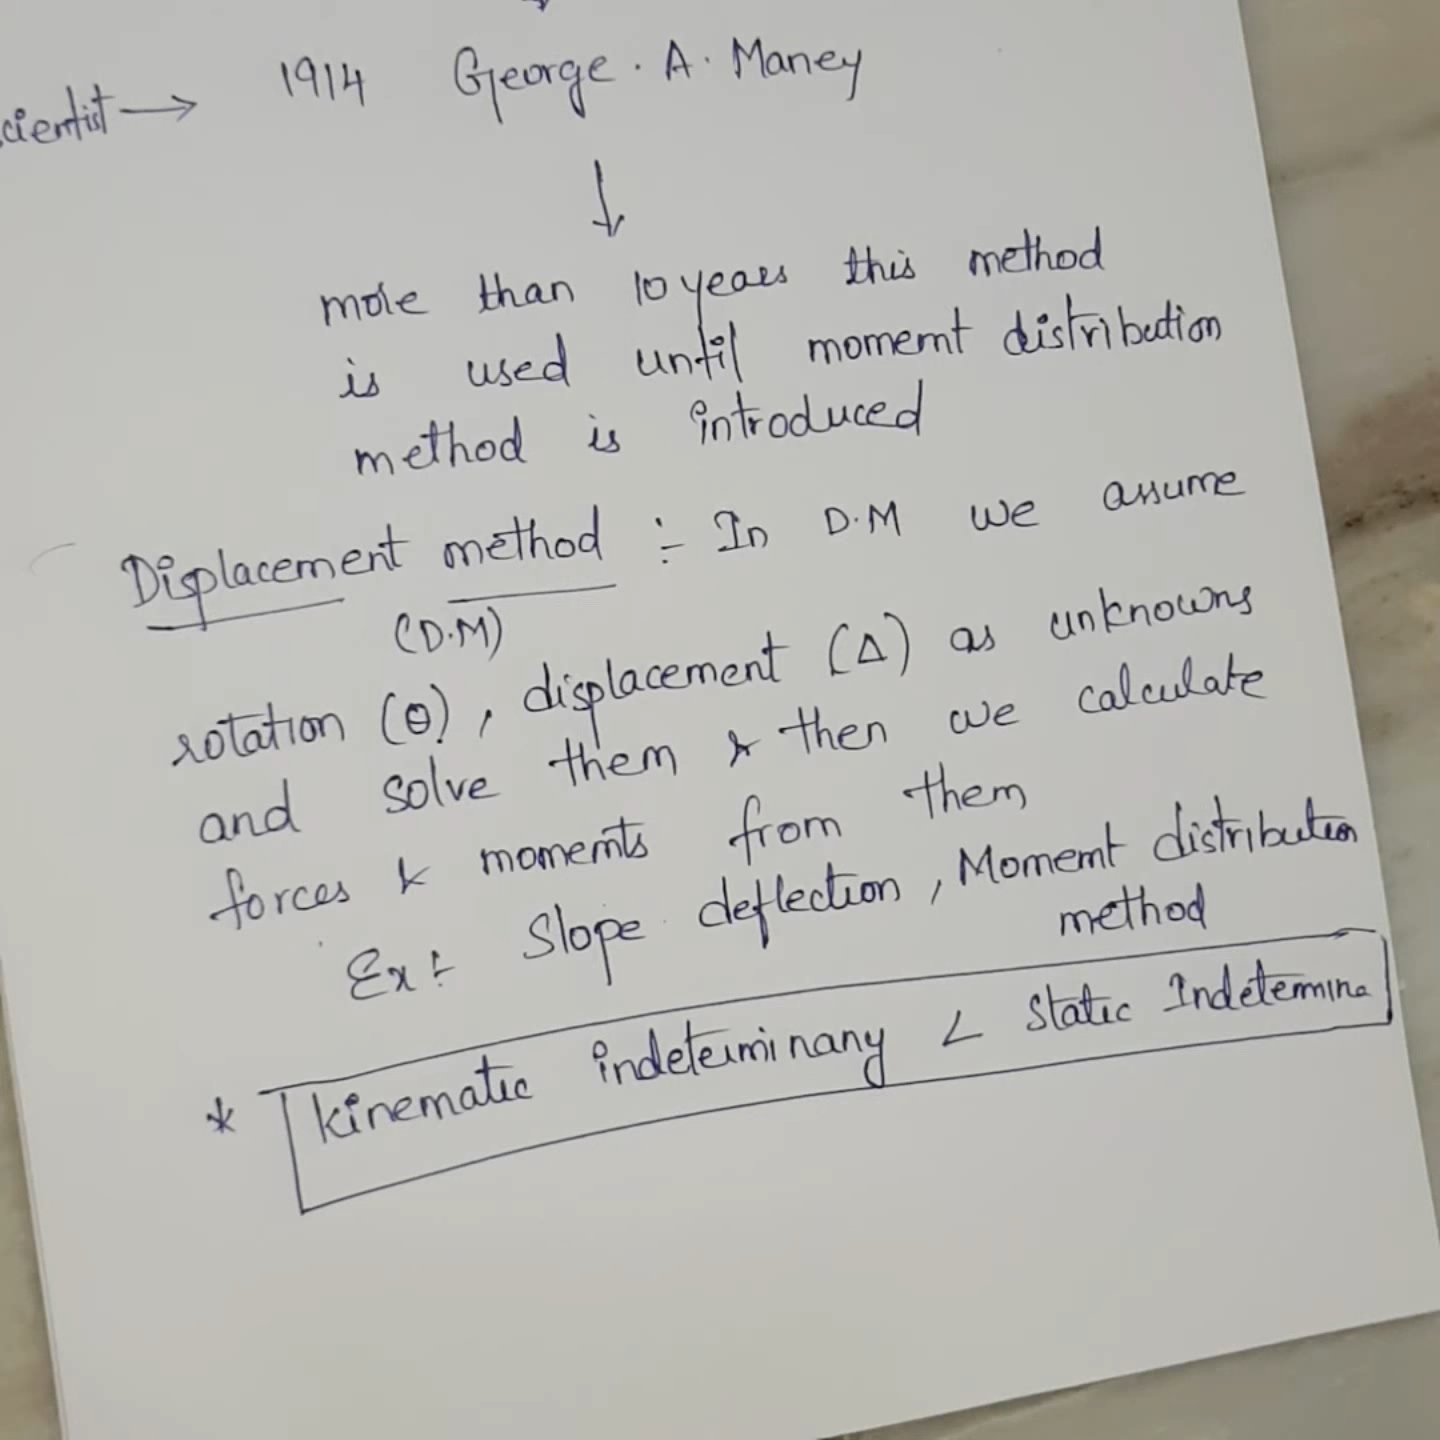 cientist → 1914 George. A. Maney
↓
more than 10 years this method
is used until moment distribution
method is introduced
Displacement method :- In D.M we assume
(D.M)
rotation (θ), displacement (Δ) as unknowns
and solve them & then we calculate
forces & moments from them
Ex:- Slope deflection, Moment distribution
method
* kinematic indeterminany < Static Indetermina